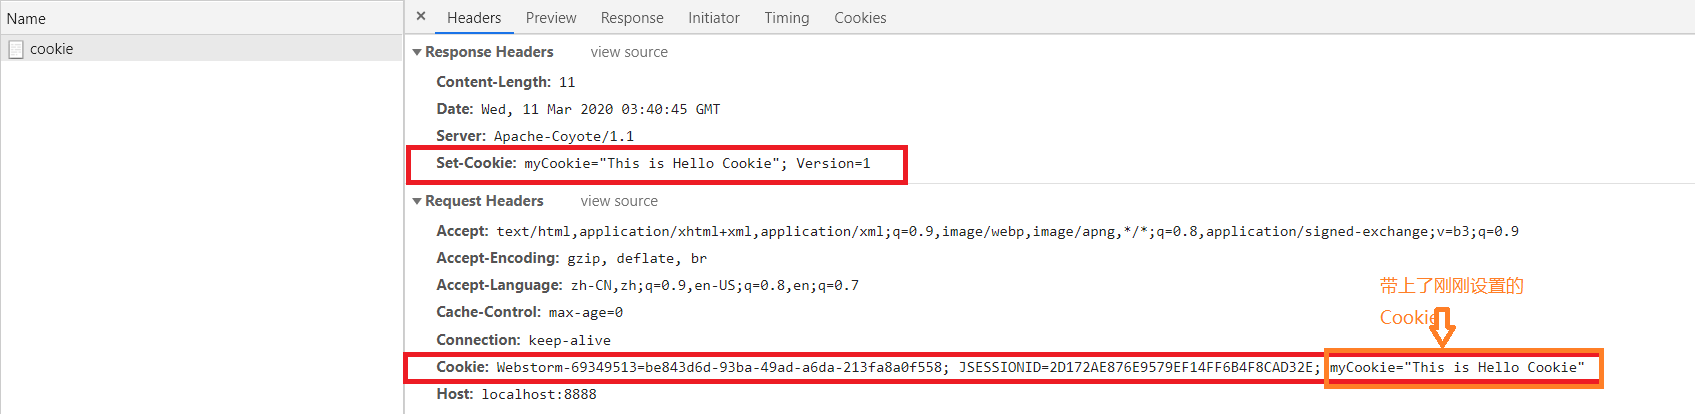 Name
cookie
× Headers Preview Response Initiator Timing Cookies
Response Headers view source
Content-Length: 11
Date: Wed, 11 Mar 2020 03:40:45 GMT
Server: Apache-Coyote/1.1
Set-Cookie: myCookie="This is Hello Cookie"; Version=1
Request Headers view source
Accept: text/html,application/xhtml+xml,application/xml;q=0.9,image/webp,image/apng,*/*;q=0.8,application/signed-exchange;v=b3;q=0.9
Accept-Encoding: gzip, deflate, br
Accept-Language: zh-CN,zh;q=0.9,en-US;q=0.8,en;q=0.7
Cache-Control: max-age=0
Connection: keep-alive
带上了刚刚设置的
Cookie
Cookie: Webstorm-69349513=be843d6d-93ba-49ad-a6da-213fa8a0f558; JSESSIONID=2D172AE876E9579EF14FF6B4F8CAD32E; myCookie="This is Hello Cookie"
Host: localhost:8888